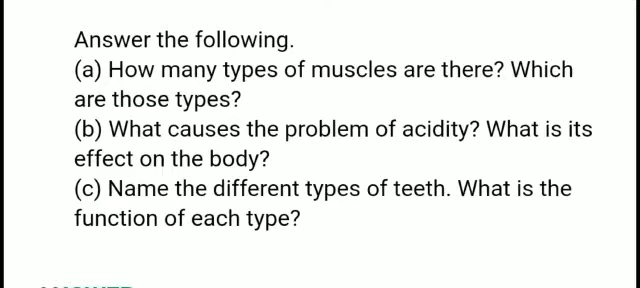 Answer the following.
(a) How many types of muscles are there? Which
are those types?
(b) What causes the problem of acidity? What is its
effect on the body?
(c) Name the different types of teeth. What is the
function of each type?